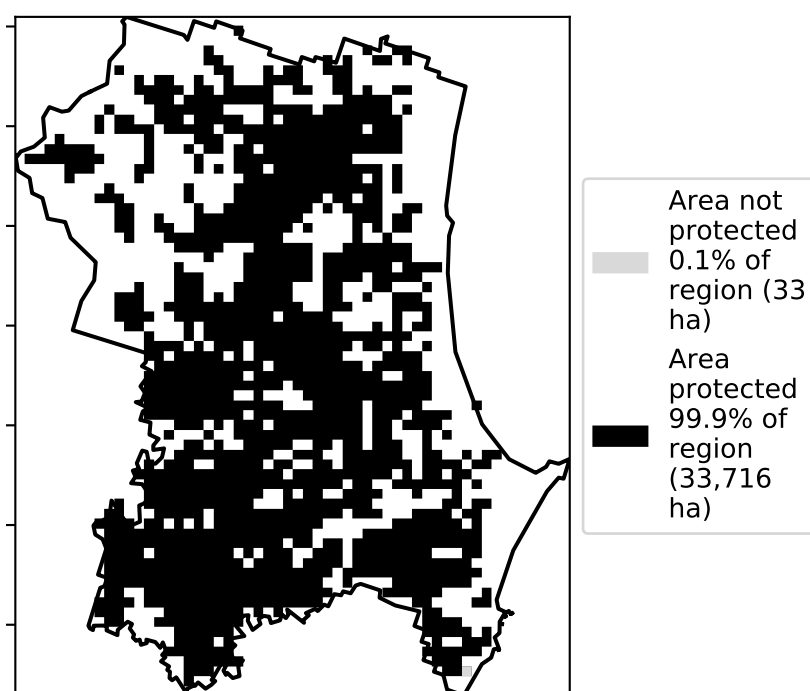 Area not
protected
0.1% of
region (33
ha)
Area
protected
99.9% of
region
(33,716
ha)